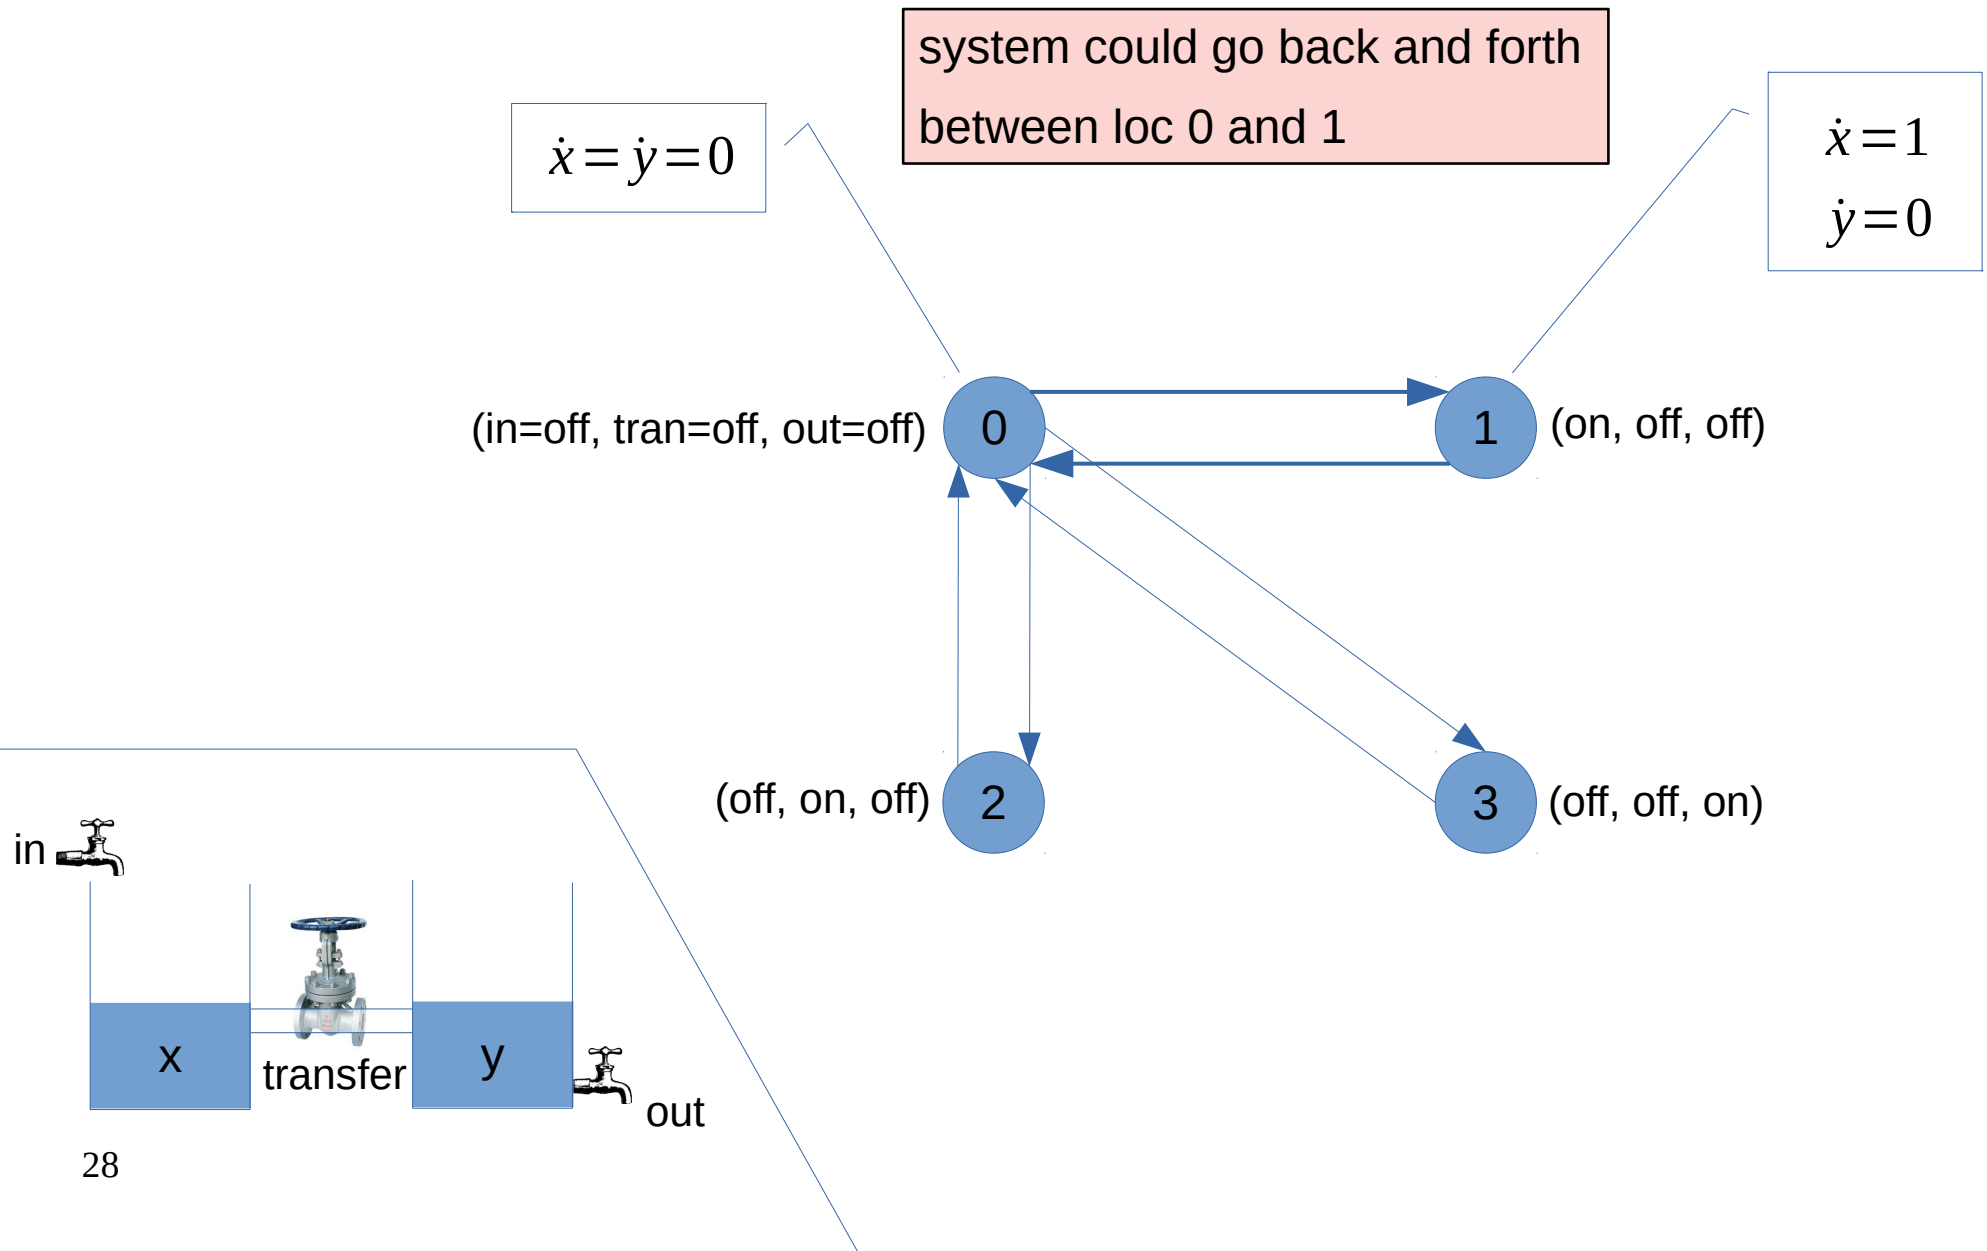 system could go back and forth
between loc 0 and 1
ẋ=ẏ=0
ẋ=1
ẏ=0
(in=off, tran=off, out=off)
0
1
(on, off, off)
(off, on, off)
2
3
(off, off, on)
in
x
transfer
y
out
28